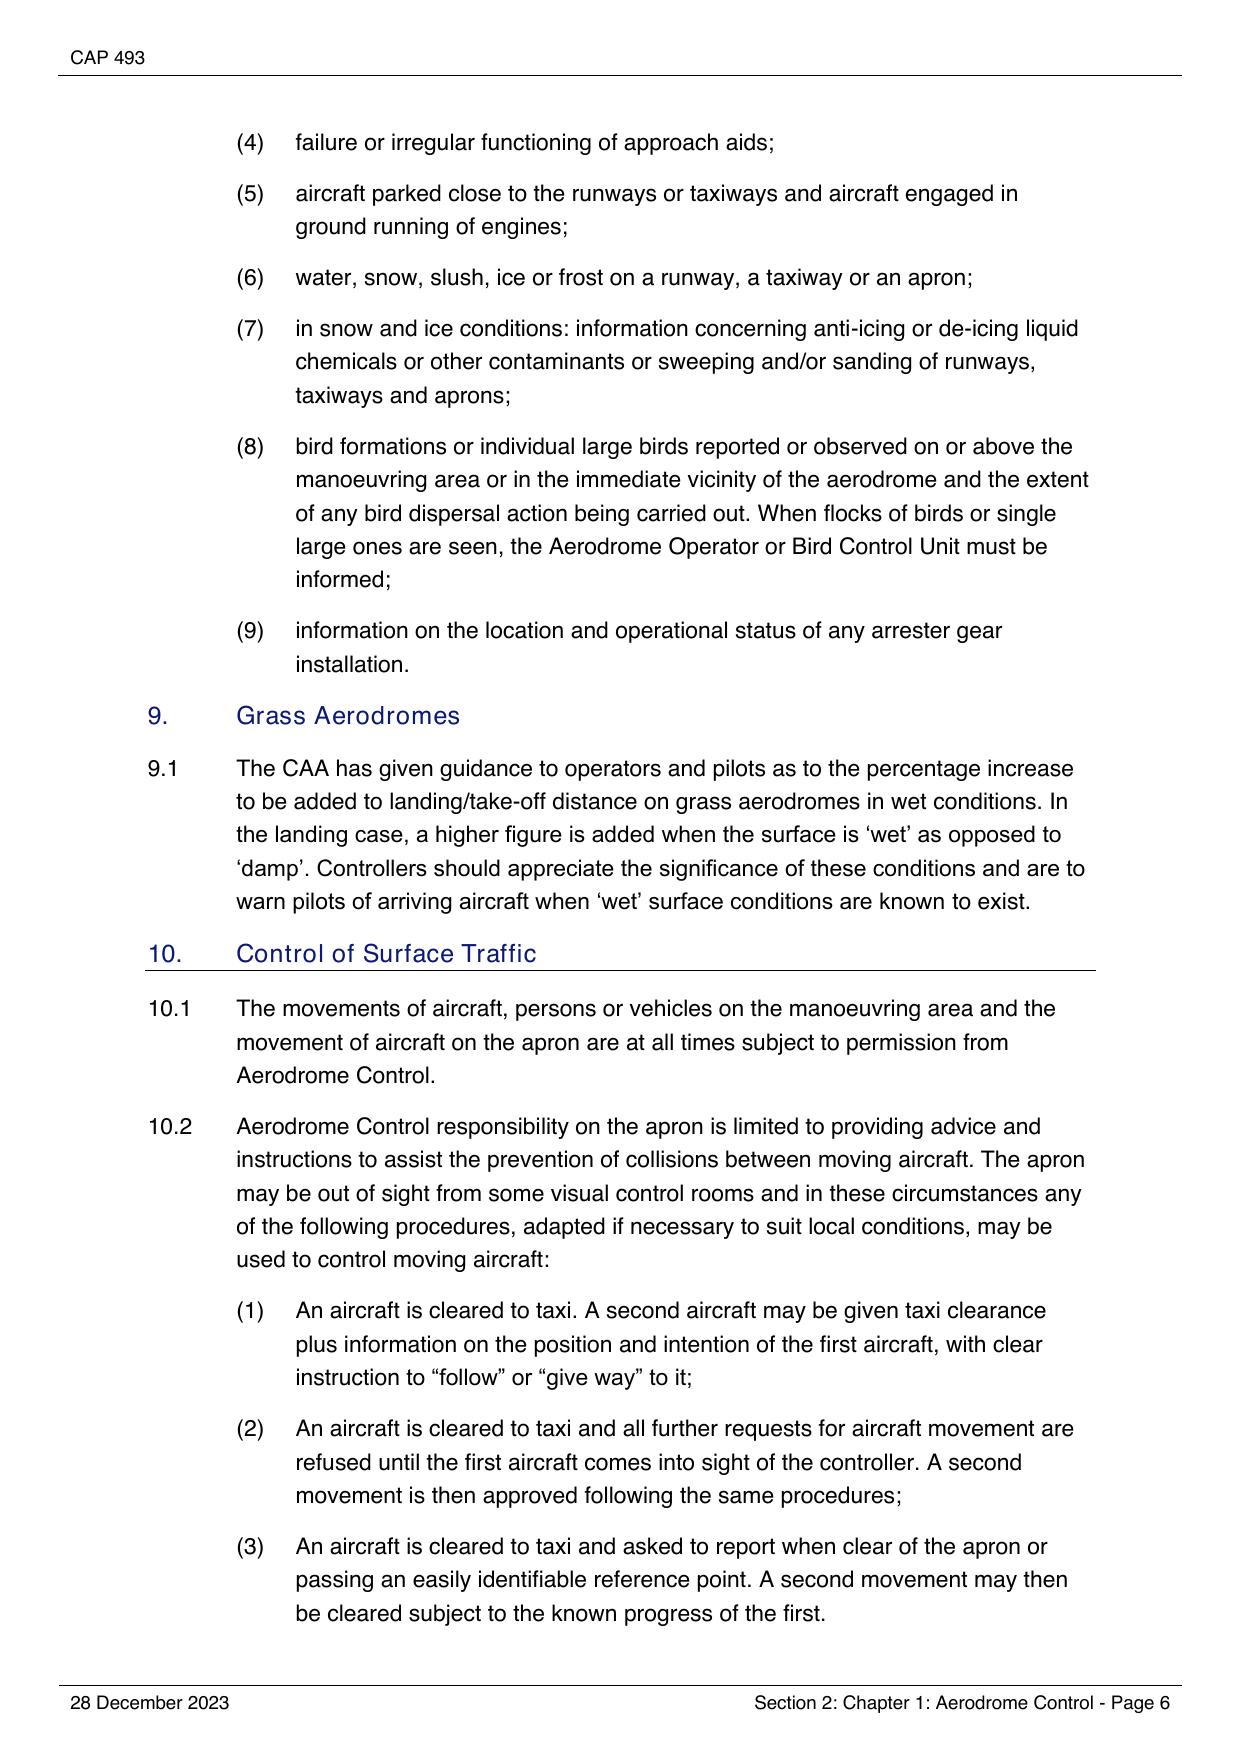 CAP 493
(4) failure or irregular functioning of approach aids;
(5) aircraft parked close to the runways or taxiways and aircraft engaged in
ground running of engines;
(6) water, snow, slush, ice or frost on a runway, a taxiway or an apron;
(7) in snow and ice conditions: information concerning anti-icing or de-icing liquid
chemicals or other contaminants or sweeping and/or sanding of runways,
taxiways and aprons;
(8) bird formations or individual large birds reported or observed on or above the
manoeuvring area or in the immediate vicinity of the aerodrome and the extent
of any bird dispersal action being carried out. When flocks of birds or single
large ones are seen, the Aerodrome Operator or Bird Control Unit must be
informed;
(9) information on the location and operational status of any arrester gear
installation.
9. Grass Aerodromes
9.1 The CAA has given guidance to operators and pilots as to the percentage increase
to be added to landing/take-off distance on grass aerodromes in wet conditions. In
the landing case, a higher figure is added when the surface is ‘wet’ as opposed to
‘damp’. Controllers should appreciate the significance of these conditions and are to
warn pilots of arriving aircraft when ‘wet’ surface conditions are known to exist.
10. Control of Surface Traffic
10.1 The movements of aircraft, persons or vehicles on the manoeuvring area and the
movement of aircraft on the apron are at all times subject to permission from
Aerodrome Control.
10.2 Aerodrome Control responsibility on the apron is limited to providing advice and
instructions to assist the prevention of collisions between moving aircraft. The apron
may be out of sight from some visual control rooms and in these circumstances any
of the following procedures, adapted if necessary to suit local conditions, may be
used to control moving aircraft:
(1) An aircraft is cleared to taxi. A second aircraft may be given taxi clearance
plus information on the position and intention of the first aircraft, with clear
instruction to “follow” or “give way” to it;
(2) An aircraft is cleared to taxi and all further requests for aircraft movement are
refused until the first aircraft comes into sight of the controller. A second
movement is then approved following the same procedures;
(3) An aircraft is cleared to taxi and asked to report when clear of the apron or
passing an easily identifiable reference point. A second movement may then
be cleared subject to the known progress of the first.
28 December 2023 Section 2: Chapter 1: Aerodrome Control - Page 6